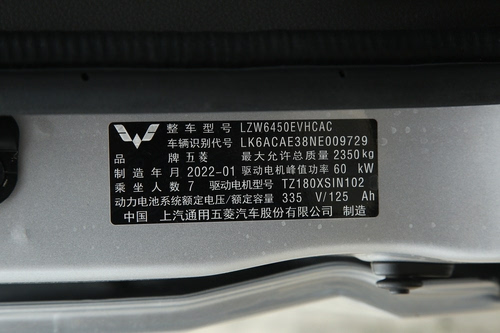 整车型号 LZW6450EVHCAC
车辆识别代号 LK6ACAE38NE009729
品牌 五菱 最大允许总质量 2350kg
制造年月 2022-01 驱动电机峰值功率 60 kW
乘坐人数 7 驱动电机型号 TZ180XSIN102
动力电池系统额定电压/额定容量 335 V/125 Ah
中国 上汽通用五菱汽车股份有限公司 制造